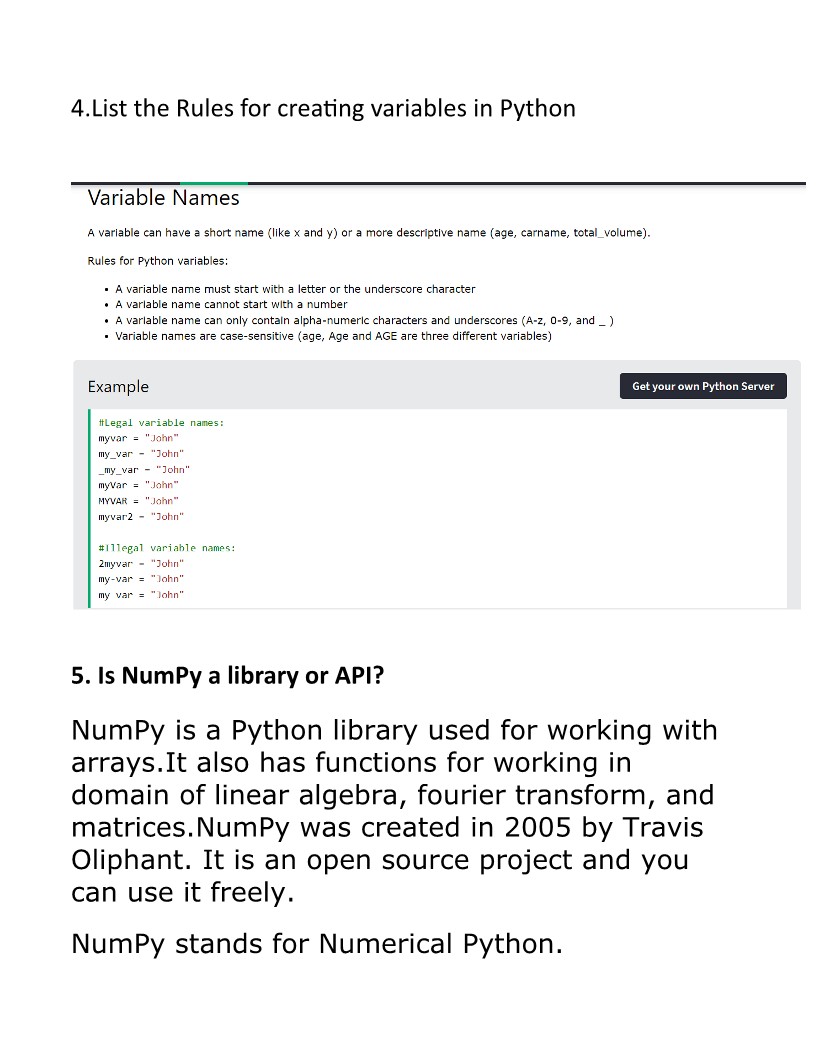 4.List the Rules for creating variables in Python
Variable Names
A variable can have a short name (like x and y) or a more descriptive name (age, carname, total_volume).
Rules for Python variables:
• A variable name must start with a letter or the underscore character
• A variable name cannot start with a number
• A variable name can only contain alpha-numeric characters and underscores (A-z, 0-9, and _ )
• Variable names are case-sensitive (age, Age and AGE are three different variables)
Example
Get your own Python Server
#Legal variable names:
myvar = "John"
my_var = "John"
_my_var = "John"
myVar = "John"
MYVAR = "John"
myvar2 = "John"
#Illegal variable names:
2myvar = "John"
my-var = "John"
my var = "John"
5. Is NumPy a library or API?
NumPy is a Python library used for working with
arrays.It also has functions for working in
domain of linear algebra, fourier transform, and
matrices.NumPy was created in 2005 by Travis
Oliphant. It is an open source project and you
can use it freely.
NumPy stands for Numerical Python.